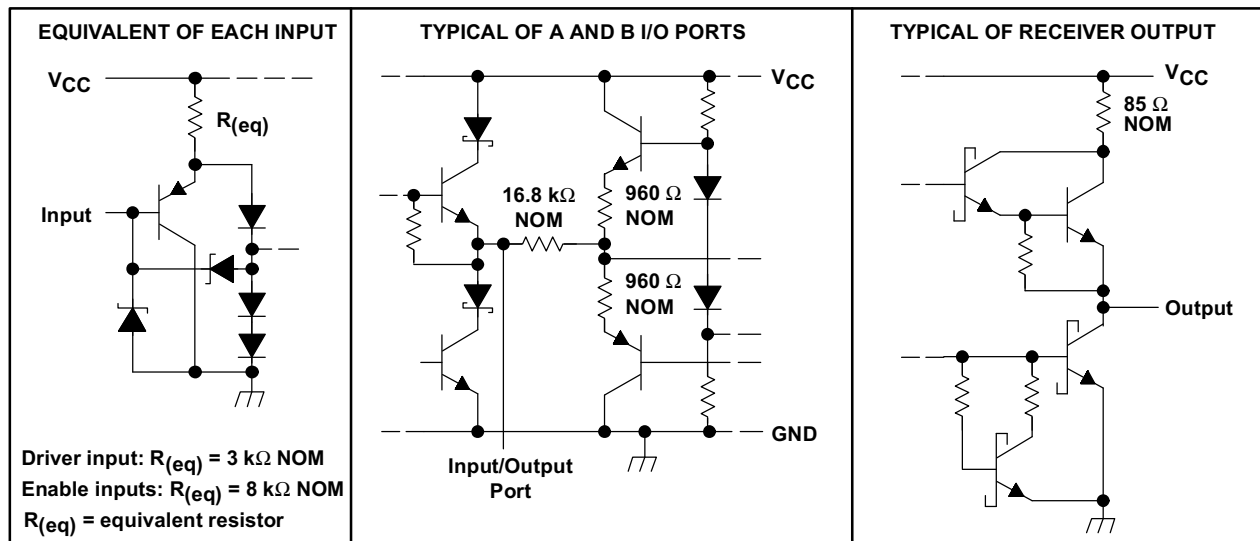 EQUIVALENT OF EACH INPUT
VCC
R(eq)
Input
Driver input: R(eq) = 3 kΩ NOM
Enable inputs: R(eq) = 8 kΩ NOM
R(eq) = equivalent resistor
TYPICAL OF A AND B I/O PORTS
VCC
16.8 kΩ
NOM
960 Ω
NOM
960 Ω
NOM
GND
Input/Output
Port
TYPICAL OF RECEIVER OUTPUT
VCC
85 Ω
NOM
Output